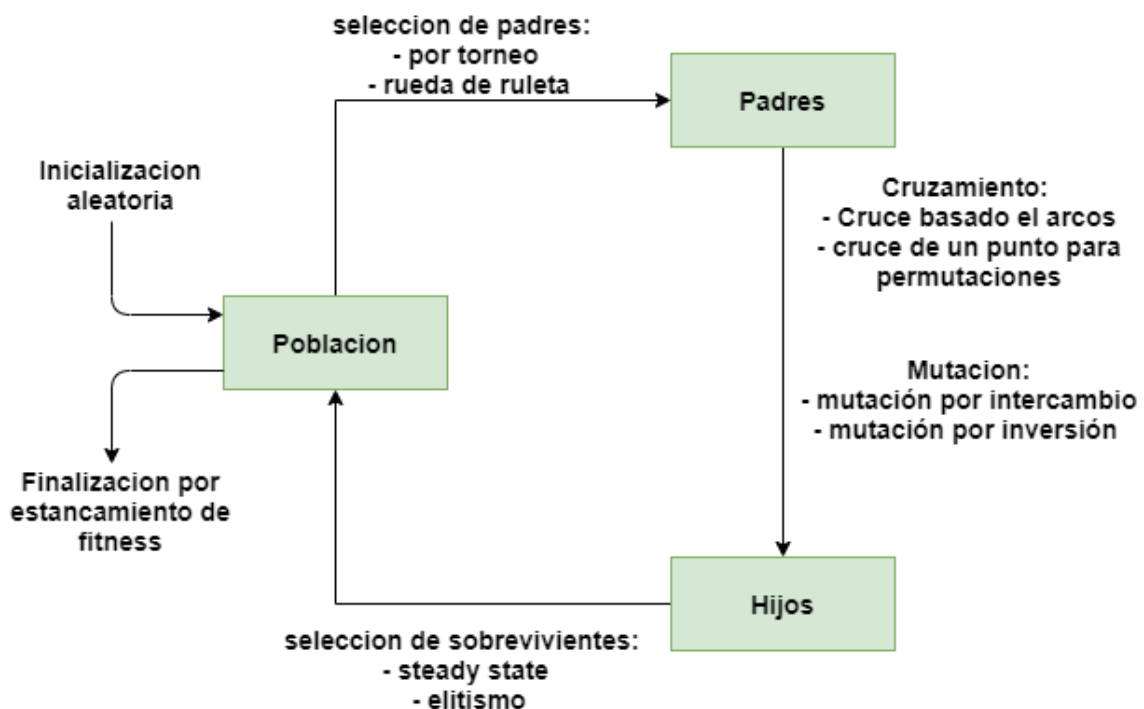 seleccion de padres:
- por torneo
- rueda de ruleta
Padres
Inicializacion
aleatoria
Cruzamiento:
- Cruce basado el arcos
- cruce de un punto para
permutaciones
Poblacion
Mutacion:
- mutación por intercambio
- mutación por inversión
Finalizacion por
estancamiento de
fitness
Hijos
seleccion de sobrevivientes:
- steady state
- elitismo